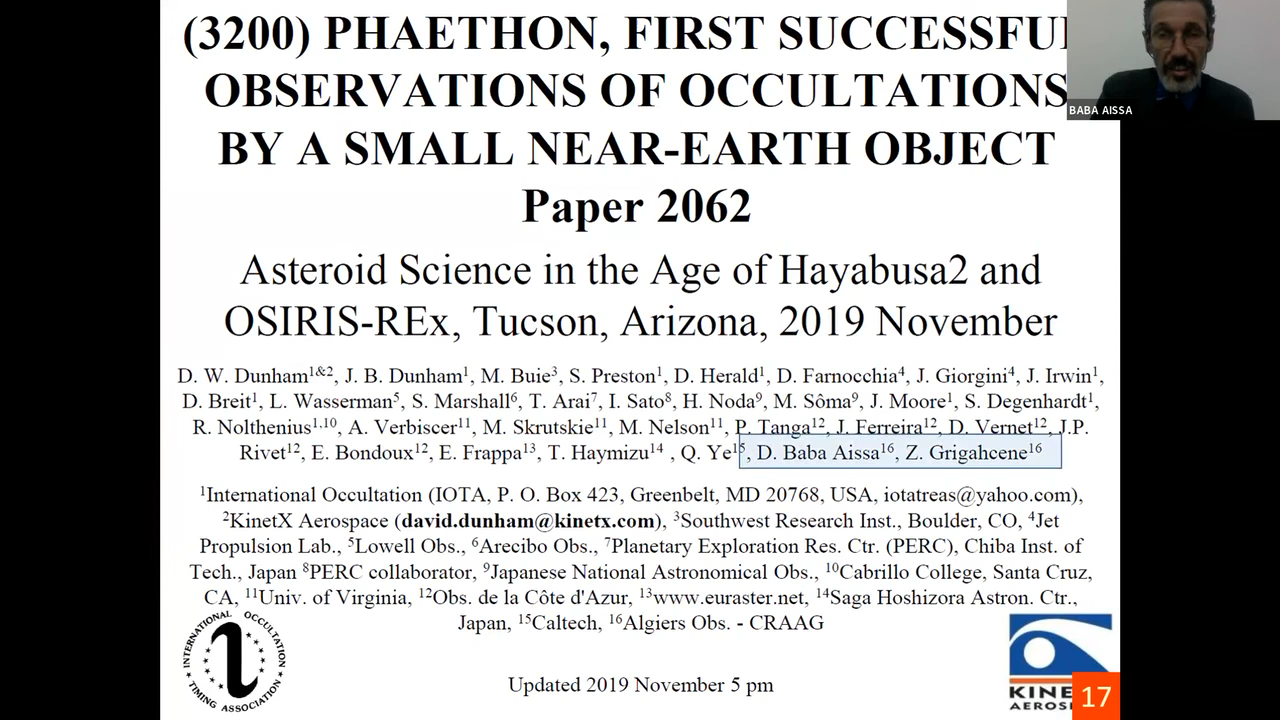 (3200) PHAETHON, FIRST SUCCESSFUL
OBSERVATIONS OF OCCULTATIONS
BY A SMALL NEAR-EARTH OBJECT
Paper 2062
Asteroid Science in the Age of Hayabusa2 and
OSIRIS-REx, Tucson, Arizona, 2019 November
D. W. Dunham1&2, J. B. Dunham1, M. Buie3, S. Preston1, D. Herald1, D. Farnocchia4, J. Giorgini4, J. Irwin1,
D. Breit1, L. Wasserman5, S. Marshall6, T. Arai7, I. Sato8, H. Noda9, M. Sôma9, J. Moore1, S. Degenhardt1,
R. Nolthenius1,10, A. Verbiscer11, M. Skrutskie11, M. Nelson11, P. Tanga12, J. Ferreira12, D. Vernet12, J.P.
Rivet12, E. Bondoux12, E. Frappa13, T. Haymizu14 , Q. Ye15, D. Baba Aissa16, Z. Grigahcene16
1International Occultation (IOTA, P. O. Box 423, Greenbelt, MD 20768, USA, iotatreas@yahoo.com),
2KinetX Aerospace (david.dunham@kinetx.com), 3Southwest Research Inst., Boulder, CO, 4Jet
Propulsion Lab., 5Lowell Obs., 6Arecibo Obs., 7Planetary Exploration Res. Ctr. (PERC), Chiba Inst. of
Tech., Japan 8PERC collaborator, 9Japanese National Astronomical Obs., 10Cabrillo College, Santa Cruz,
CA, 11Univ. of Virginia, 12Obs. de la Côte d'Azur, 13www.euraster.net, 14Saga Hoshizora Astron. Ctr.,
Japan, 15Caltech, 16Algiers Obs. - CRAAG
Updated 2019 November 5 pm
INTERNATIONAL OCCULTATION
TIMING ASSOCIATION
KINE
AEROS
17
BABA AISSA